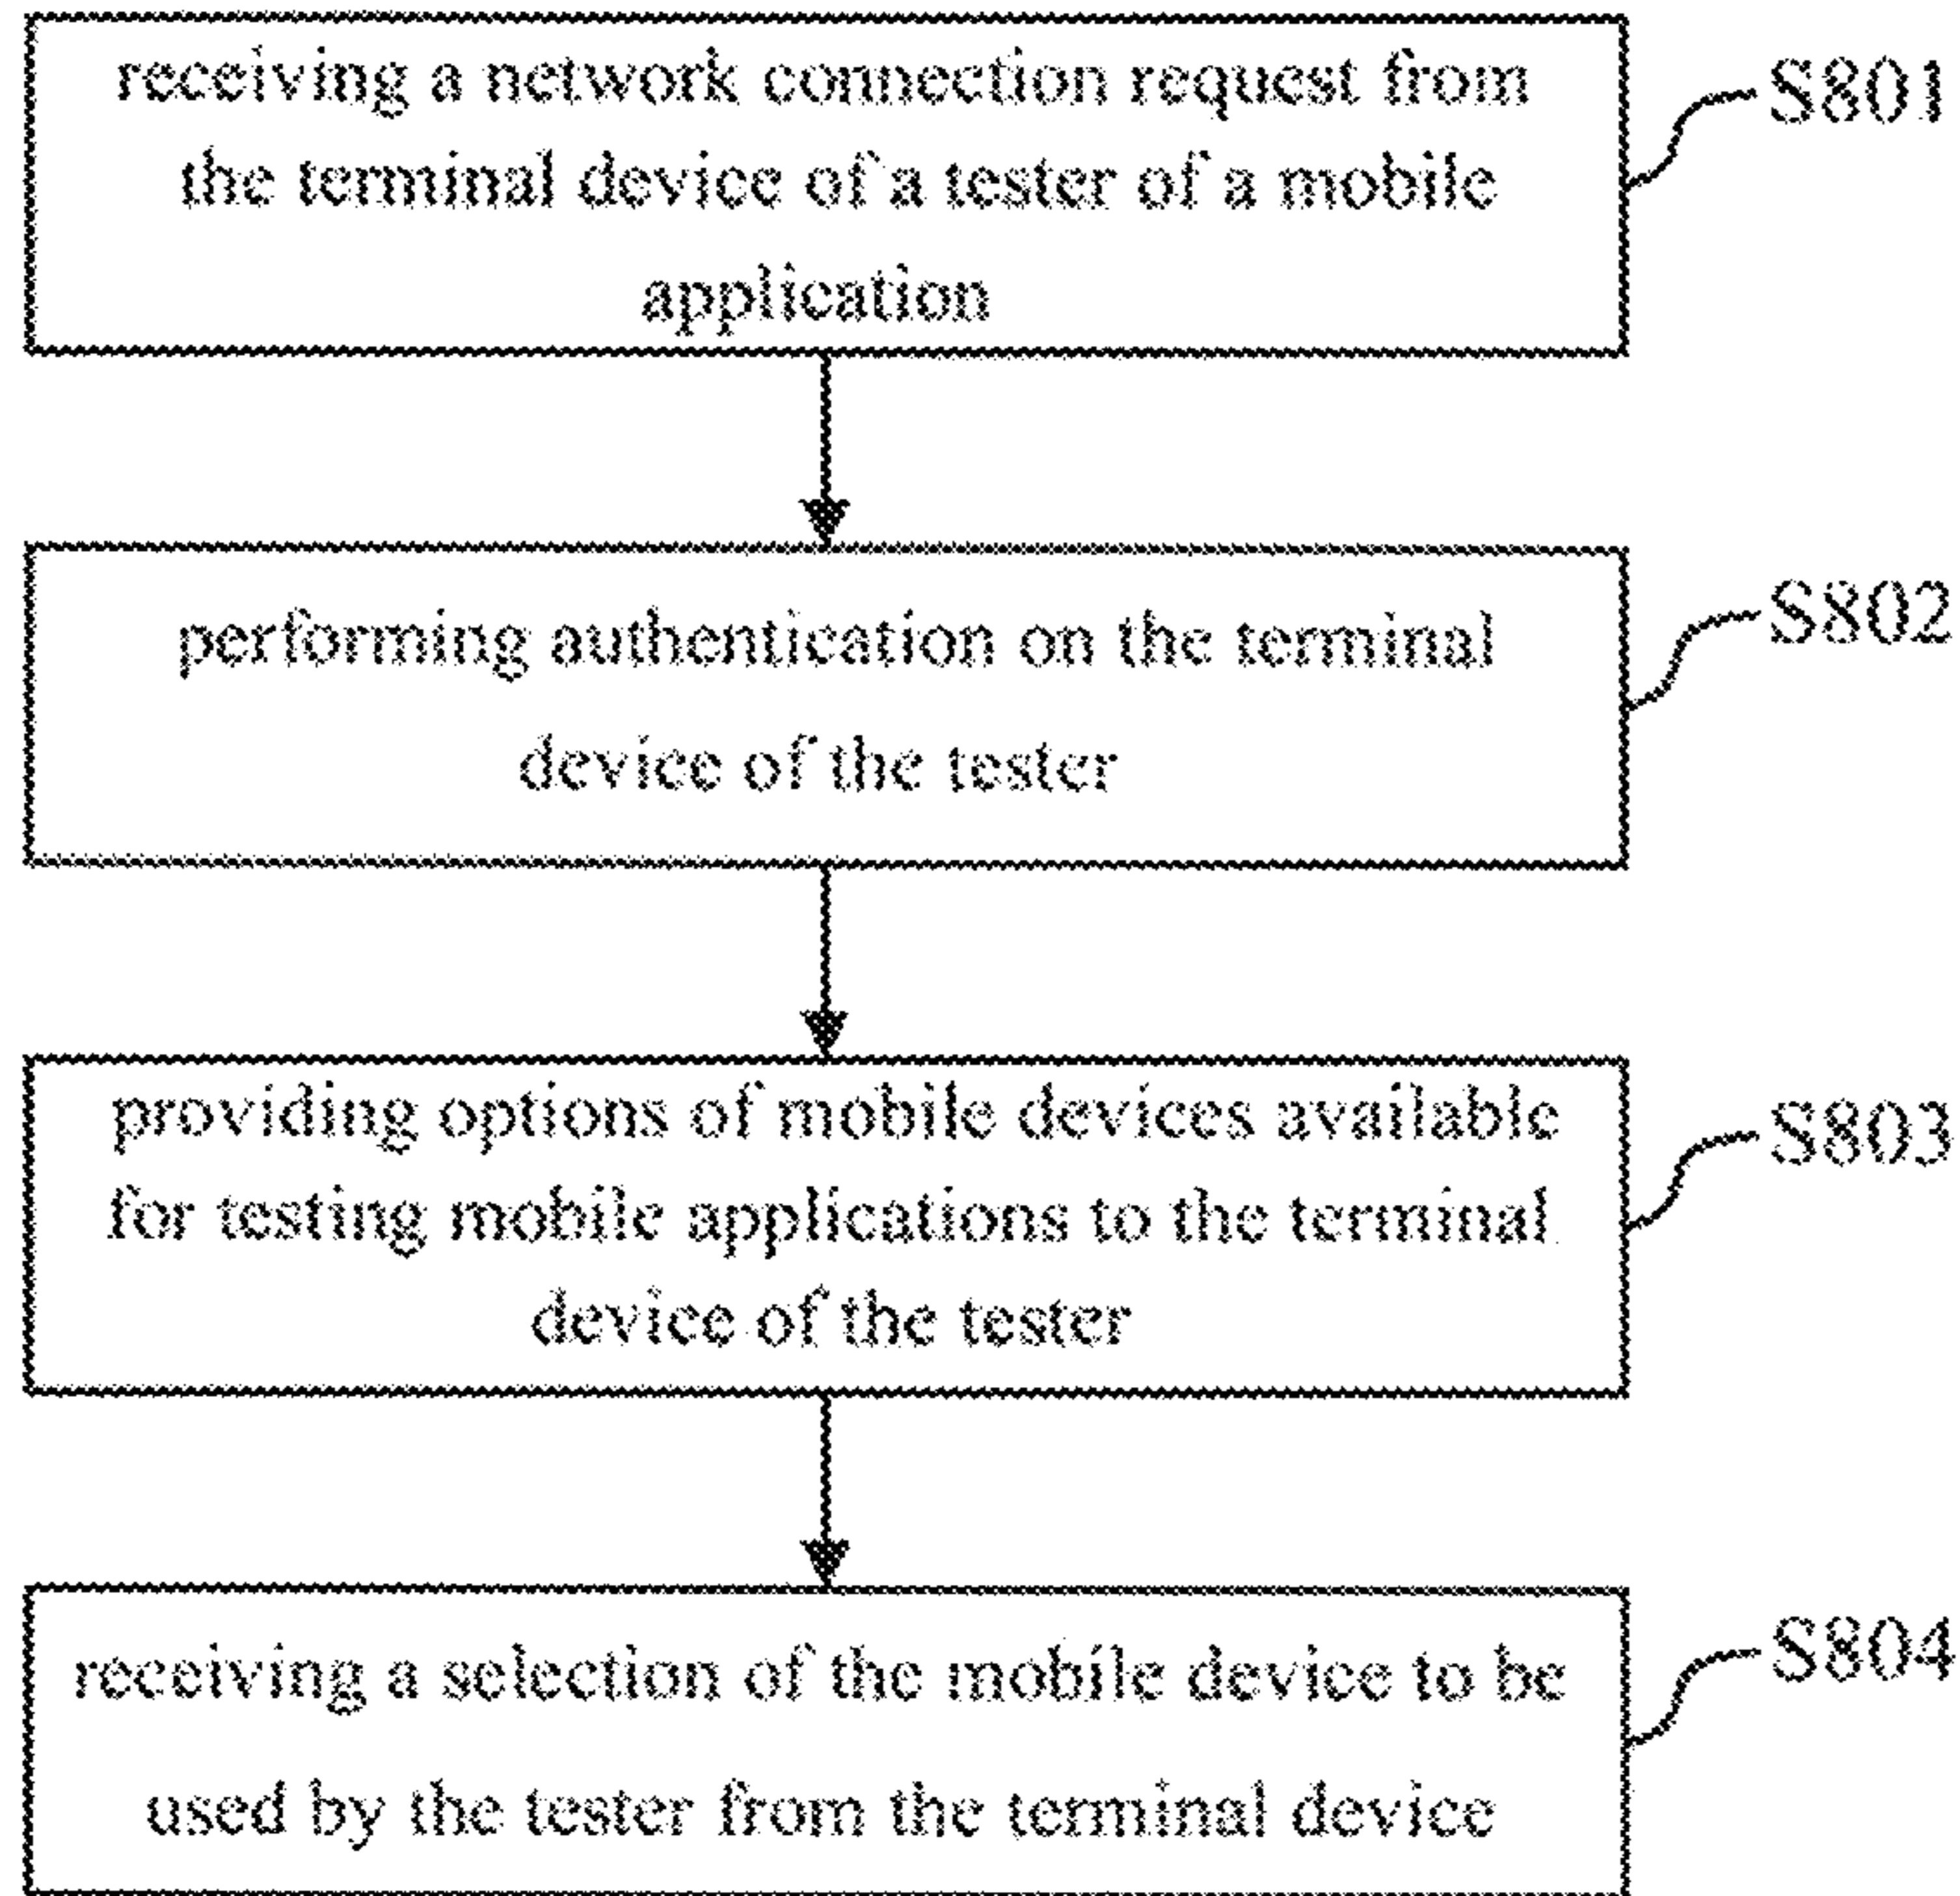 receiving a network connection request from
the terminal device of a tester of a mobile
application
S801
performing authentication on the terminal
device of the tester
S802
providing options of mobile devices available
for testing mobile applications to the terminal
device of the tester
S803
receiving a selection of the mobile device to be
used by the tester from the terminal device
S804